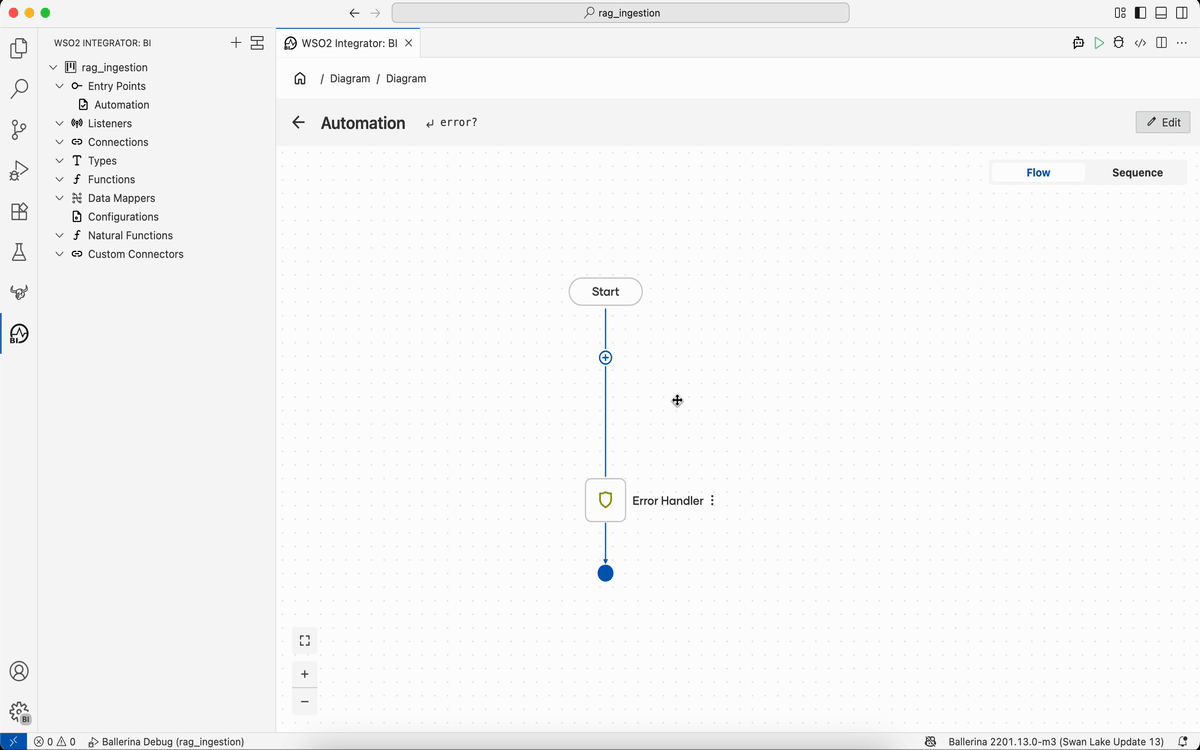 rag_ingestion
WSO2 INTEGRATOR: BI
WSO2 Integrator: BI
rag_ingestion
Entry Points
Automation
Listeners
Connections
Types
Functions
Data Mappers
Configurations
Natural Functions
Custom Connectors
/ Diagram / Diagram
Automation
error?
Edit
Flow
Sequence
Start
Error Handler
+
−
BI
BI
0
0
Ballerina Debug (rag_ingestion)
Ballerina 2201.13.0-m3 (Swan Lake Update 13)